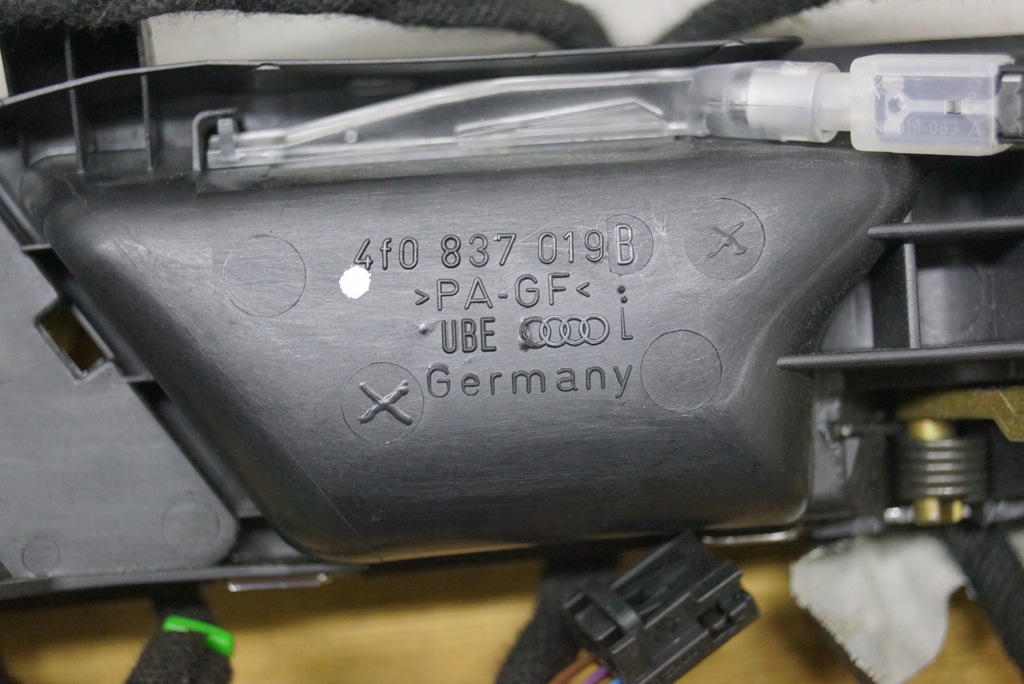 4f0 837 019 B
>PA-GF<
UBE L
Germany